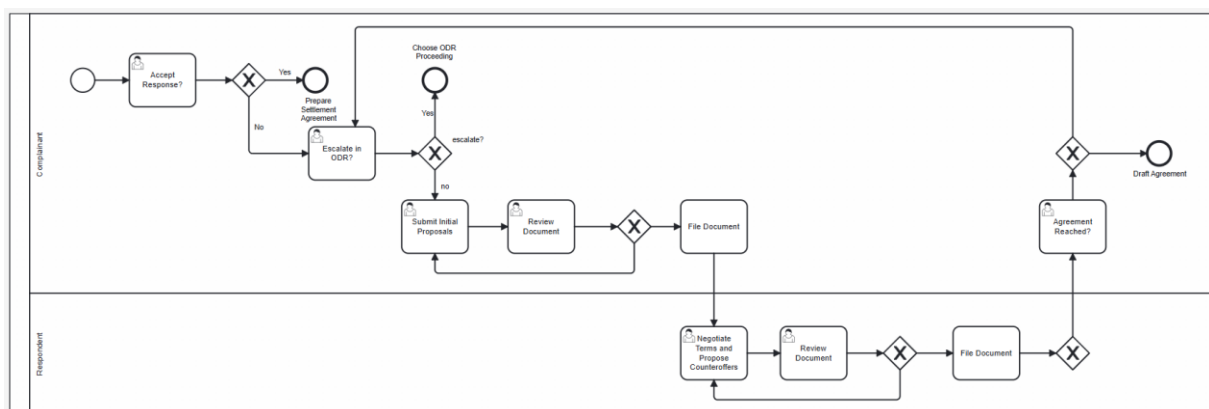 Complainant
Accept
Response?
Yes
Prepare
Settlement
Agreement
No
Escalate in
ODR?
Choose ODR
Proceeding
Yes
escalate?
no
Submit Initial
Proposals
Review
Document
File Document
Agreement
Reached?
Draft Agreement
Respondent
Negotiate
Terms and
Propose
Counteroffers
Review
Document
File Document